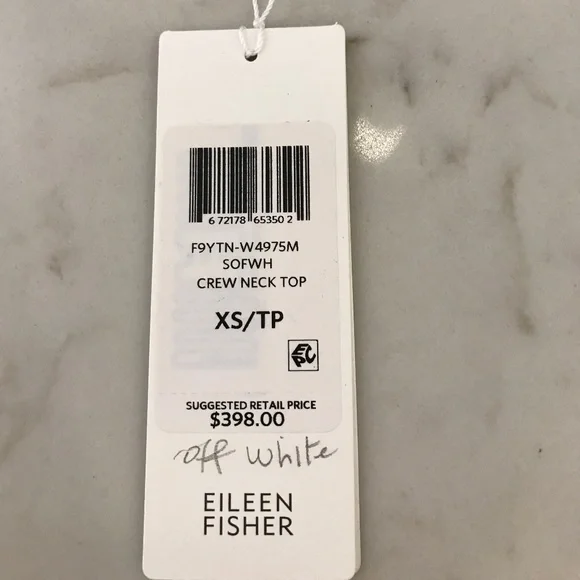 6 72178 65350 2
F9YTN-W4975M
SOFWH
CREW NECK TOP
XS/TP
EPC
SUGGESTED RETAIL PRICE
$398.00
off white
EILEEN
FISHER